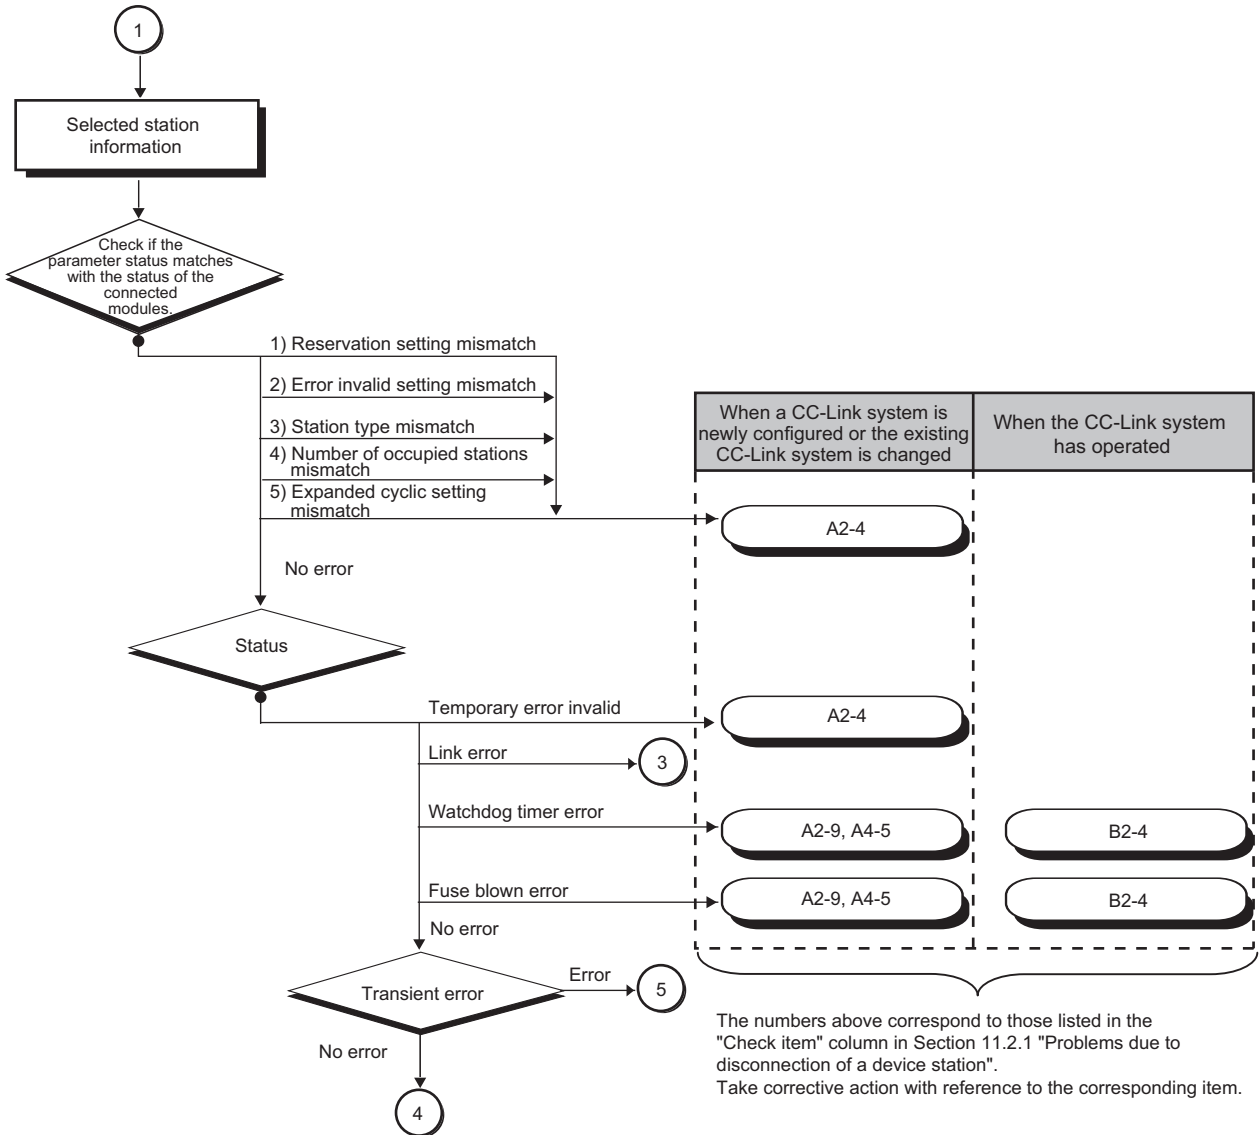 1
Selected station
information
Check if the
parameter status matches
with the status of the
connected
modules.
1) Reservation setting mismatch
2) Error invalid setting mismatch
3) Station type mismatch
4) Number of occupied stations
mismatch
5) Expanded cyclic setting
mismatch
When a CC-Link system is
newly configured or the existing
CC-Link system is changed
When the CC-Link system
has operated
A2-4
No error
Status
Temporary error invalid
A2-4
Link error
3
Watchdog timer error
A2-9, A4-5
B2-4
Fuse blown error
A2-9, A4-5
B2-4
No error
Transient error
Error
5
No error
4
The numbers above correspond to those listed in the
"Check item" column in Section 11.2.1 "Problems due to
disconnection of a device station".
Take corrective action with reference to the corresponding item.